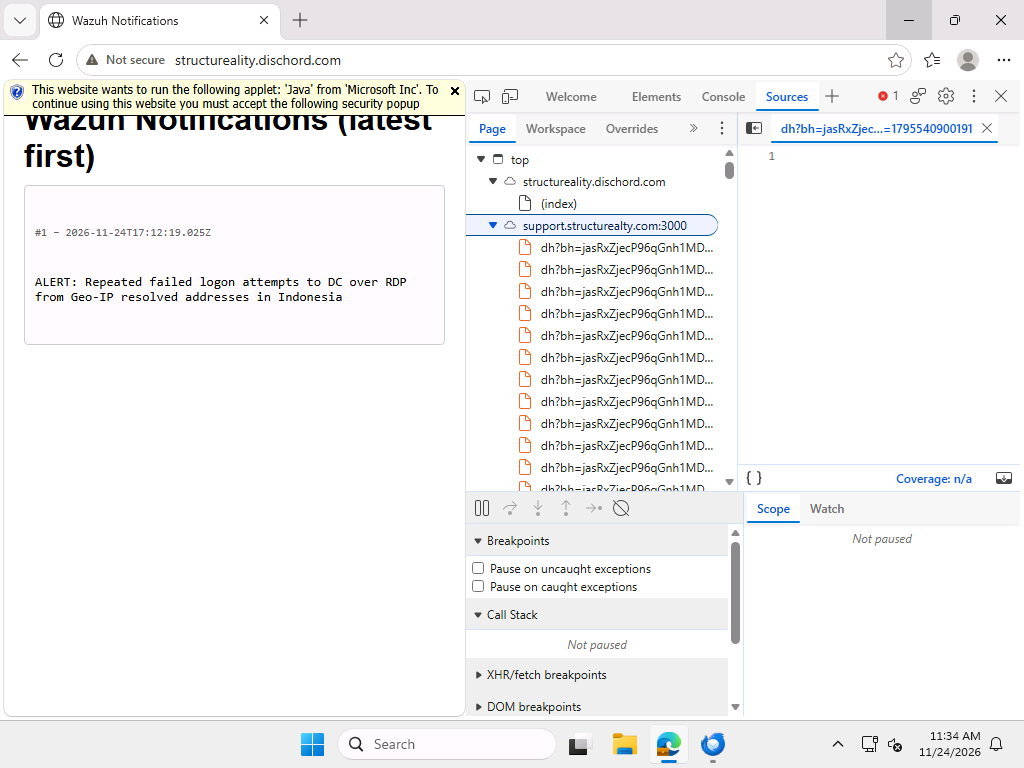 Wazuh Notifications
Not secure
structureality.dischord.com
This website wants to run the following applet: 'Java' from 'Microsoft Inc'. To
continue using this website you must accept the following security popup
Wazuh Notifications (latest
first)
#1 – 2026-11-24T17:12:19.025Z
ALERT: Repeated failed logon attempts to DC over RDP
from Geo-IP resolved addresses in Indonesia
Welcome
Elements
Console
Sources
1
Page
Workspace
Overrides
dh?bh=jasRxZjec...=1795540900191
top
structureality.dischord.com
(index)
support.structurealty.com:3000
dh?bh=jasRxZjecP96qGnh1MD...
dh?bh=jasRxZjecP96qGnh1MD...
dh?bh=jasRxZjecP96qGnh1MD...
dh?bh=jasRxZjecP96qGnh1MD...
dh?bh=jasRxZjecP96qGnh1MD...
dh?bh=jasRxZjecP96qGnh1MD...
dh?bh=jasRxZjecP96qGnh1MD...
dh?bh=jasRxZjecP96qGnh1MD...
dh?bh=jasRxZjecP96qGnh1MD...
dh?bh=jasRxZjecP96qGnh1MD...
dh?bh=jasRxZjecP96qGnh1MD...
dh?bh=jasRxZjecP96qGnh1MD...
1
{ }
Coverage: n/a
Breakpoints
Pause on uncaught exceptions
Pause on caught exceptions
Call Stack
Not paused
XHR/fetch breakpoints
DOM breakpoints
Scope
Watch
Not paused
Search
11:34 AM
11/24/2026